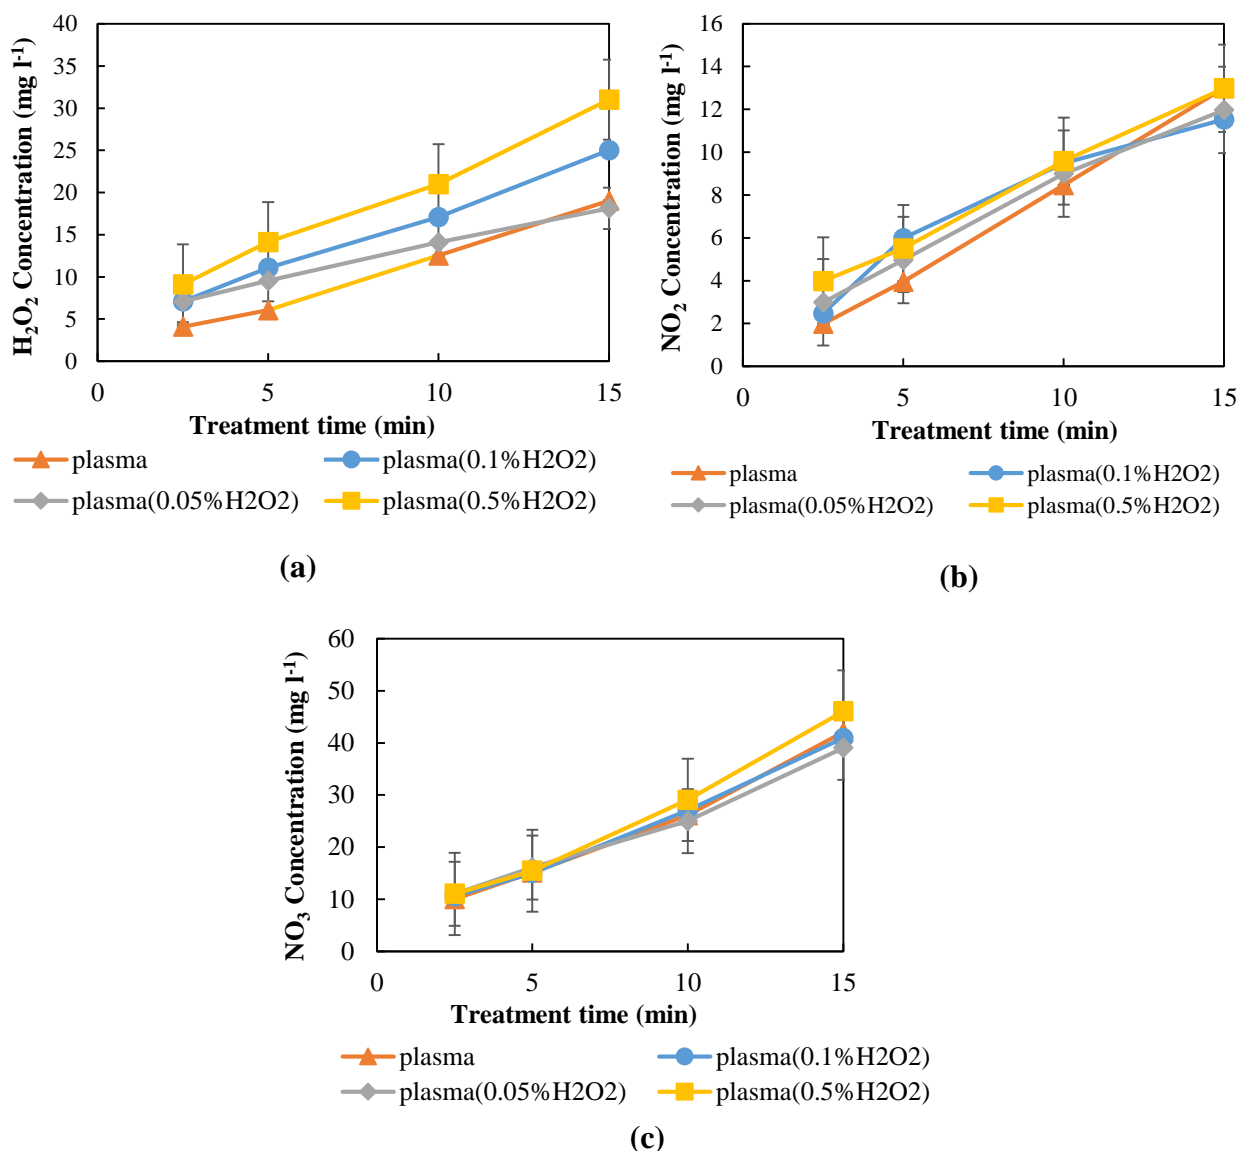 H2O2 Concentration (mg l-1)
40
35
30
25
20
15
10
5
0
0 5 10 15
Treatment time (min)
plasma plasma(0.1%H2O2)
plasma(0.05%H2O2) plasma(0.5%H2O2)
(a)
NO2 Concentration (mg l-1)
16
14
12
10
8
6
4
2
0
0 5 10 15
Treatment time (min)
plasma plasma(0.1%H2O2)
plasma(0.05%H2O2) plasma(0.5%H2O2)
(b)
NO3 Concentration (mg l-1)
60
50
40
30
20
10
0
0 5 10 15
Treatment time (min)
plasma plasma(0.1%H2O2)
plasma(0.05%H2O2) plasma(0.5%H2O2)
(c)